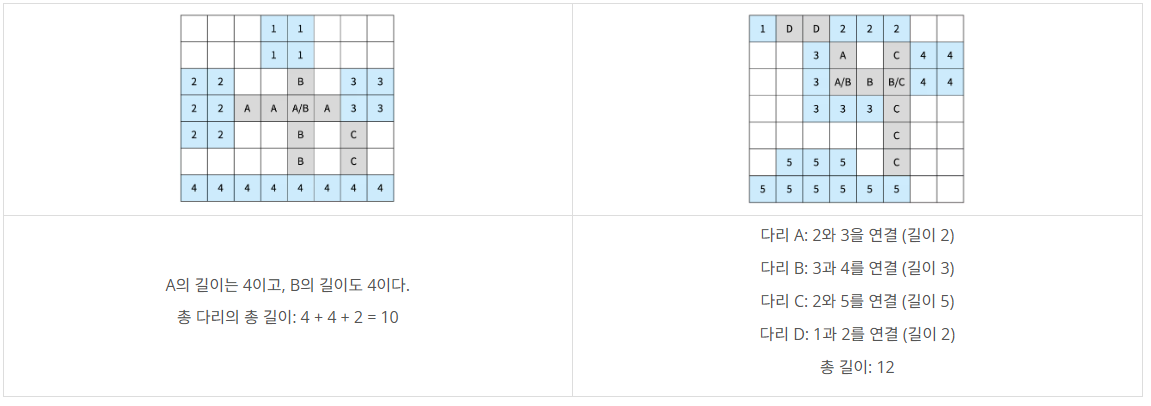 1 1
1 1
2 2 B 3 3
2 2 A A A/B A 3 3
2 2 B C
B C
4 4 4 4 4 4 4 4
1 D D 2 2 2
3 A C 4 4
3 A/B B B/C 4 4
3 3 3 C
C
5 5 5 C
5 5 5 5 5 5
A의 길이는 4이고, B의 길이도 4이다.
총 다리의 총 길이: 4 + 4 + 2 = 10
다리 A: 2와 3을 연결 (길이 2)
다리 B: 3과 4를 연결 (길이 3)
다리 C: 2와 5를 연결 (길이 5)
다리 D: 1과 2를 연결 (길이 2)
총 길이: 12